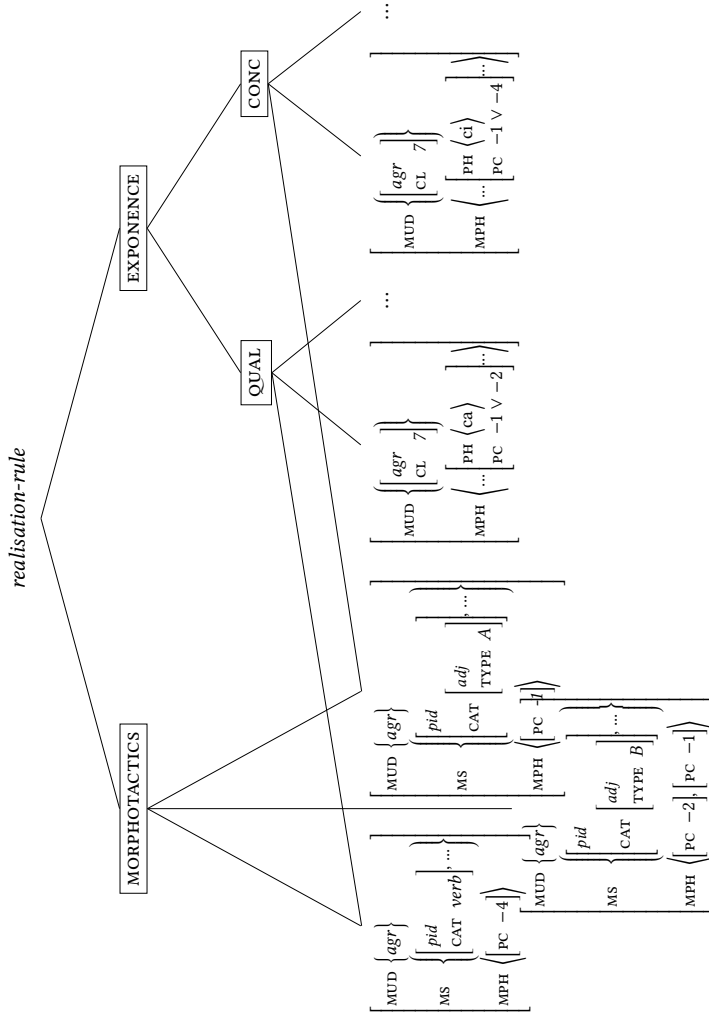 realisation-rule
MORPHOTACTICS
EXPONENCE
QUAL
CONC
MUD { agr }
MS { [ pid CAT verb ], ... }
MPH ⟨ [ PC −4 ] ⟩
MUD { agr }
MS { [ pid CAT [ adj TYPE B ] ], ... }
MPH ⟨ [ PC −2 ], [ PC −1 ] ⟩
MUD { agr }
MS { [ pid CAT [ adj TYPE A ] ], ... }
MPH ⟨ [ PC -1 ] ⟩
MUD { [ agr CL 7 ] }
MPH ⟨ ... [ PH ⟨ ca ⟩ PC −1 ∨ −2 ] ... ⟩
...
MUD { [ agr CL 7 ] }
MPH ⟨ ... [ PH ⟨ ci ⟩ PC −1 ∨ −4 ] ... ⟩
...